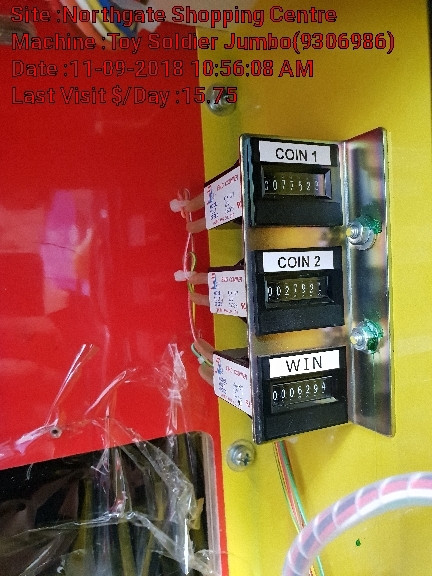 Site :Northgate Shopping Centre
Machine :Toy Soldier Jumbo(9306986)
Date :11-09-2018 10:56:08 AM
Last Visit $/Day :15.75
COIN 1
COIN 2
WIN